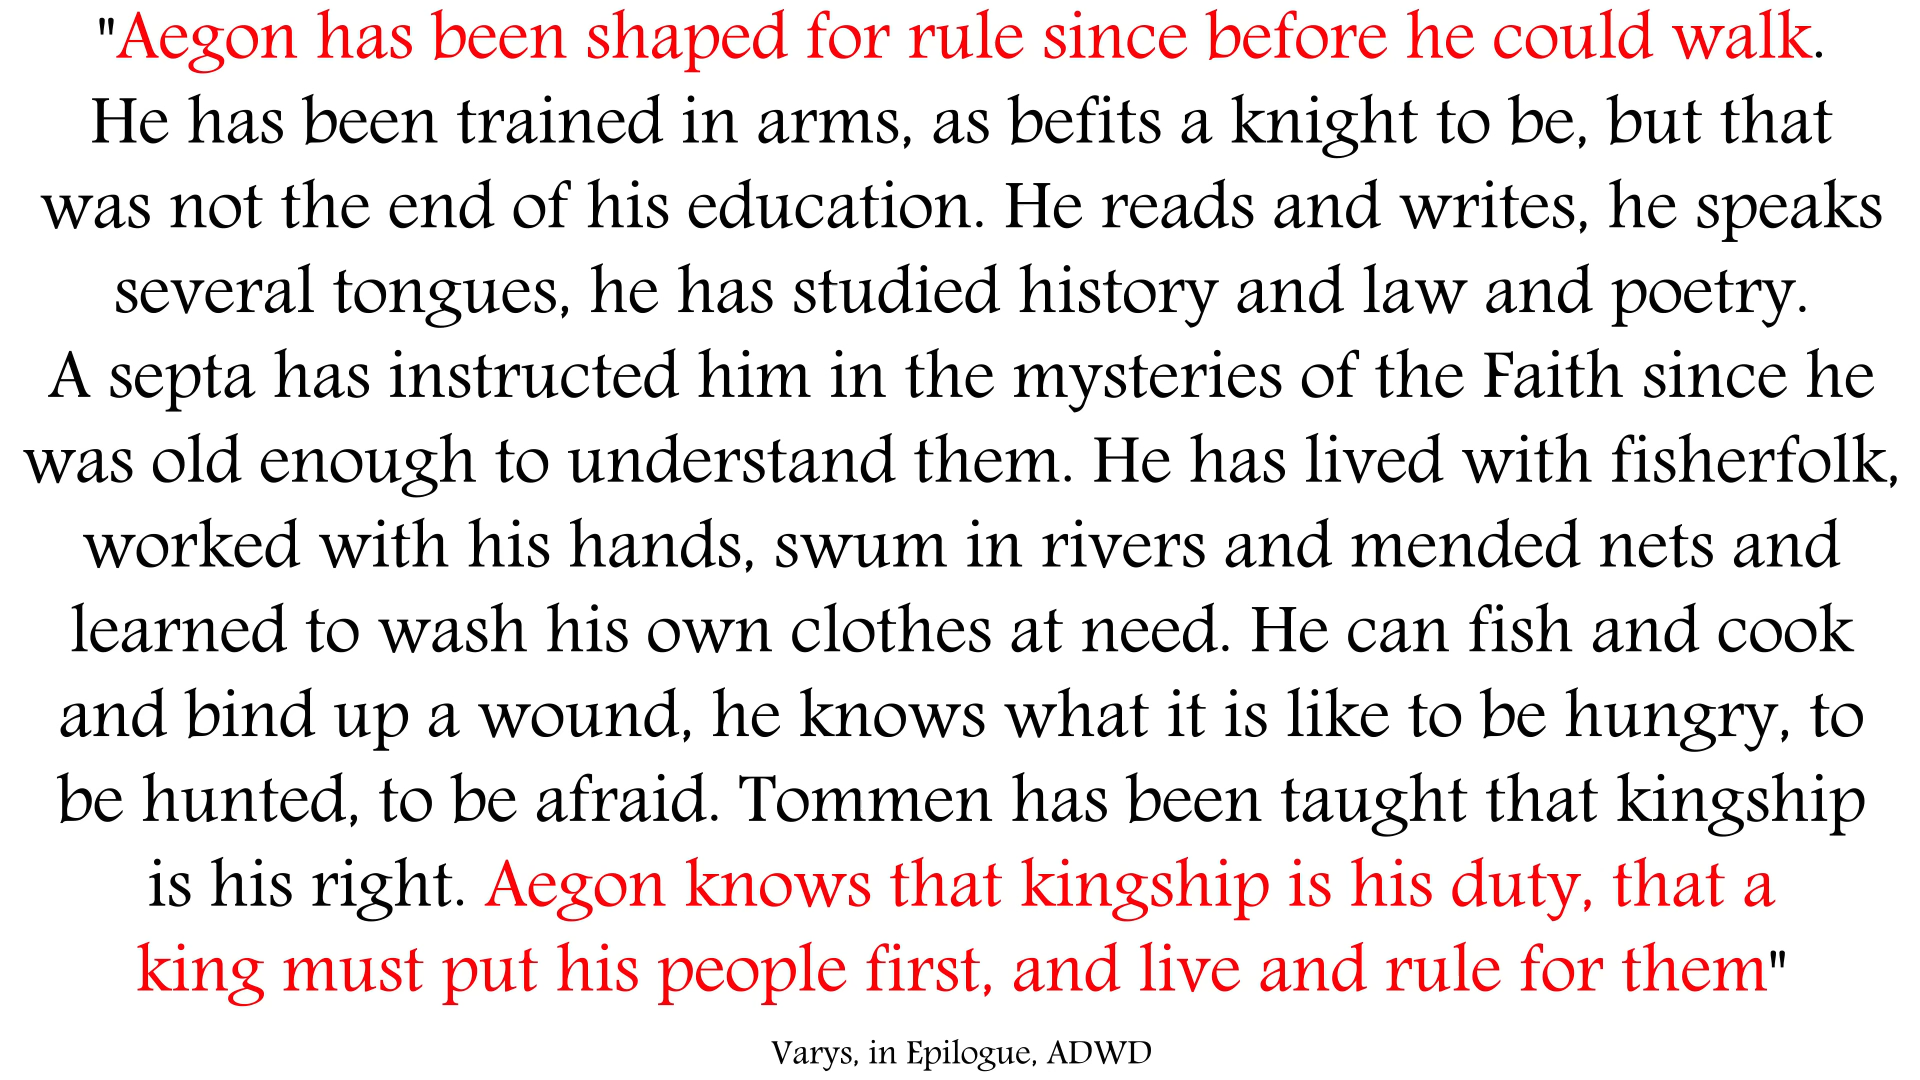 "Aegon has been shaped for rule since before he could walk.
He has been trained in arms, as befits a knight to be, but that
was not the end of his education. He reads and writes, he speaks
several tongues, he has studied history and law and poetry.
A septa has instructed him in the mysteries of the Faith since he
was old enough to understand them. He has lived with fisherfolk,
worked with his hands, swum in rivers and mended nets and
learned to wash his own clothes at need. He can fish and cook
and bind up a wound, he knows what it is like to be hungry, to
be hunted, to be afraid. Tommen has been taught that kingship
is his right. Aegon knows that kingship is his duty, that a
king must put his people first, and live and rule for them"
Varys, in Epilogue, ADWD